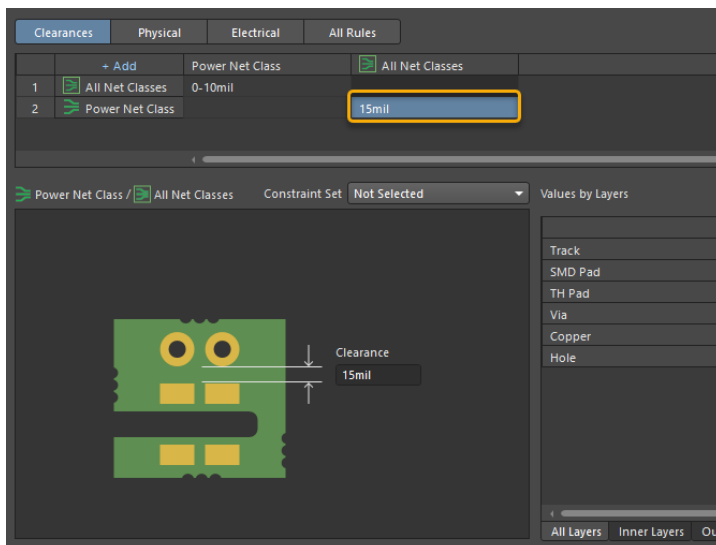 Clearances Physical Electrical All Rules
+ Add Power Net Class All Net Classes
1 All Net Classes 0-10mil
2 Power Net Class 15mil
Power Net Class / All Net Classes Constraint Set Not Selected Values by Layers
Track
SMD Pad
TH Pad
Via
Copper
Hole
Clearance
15mil
All Layers Inner Layers Ou